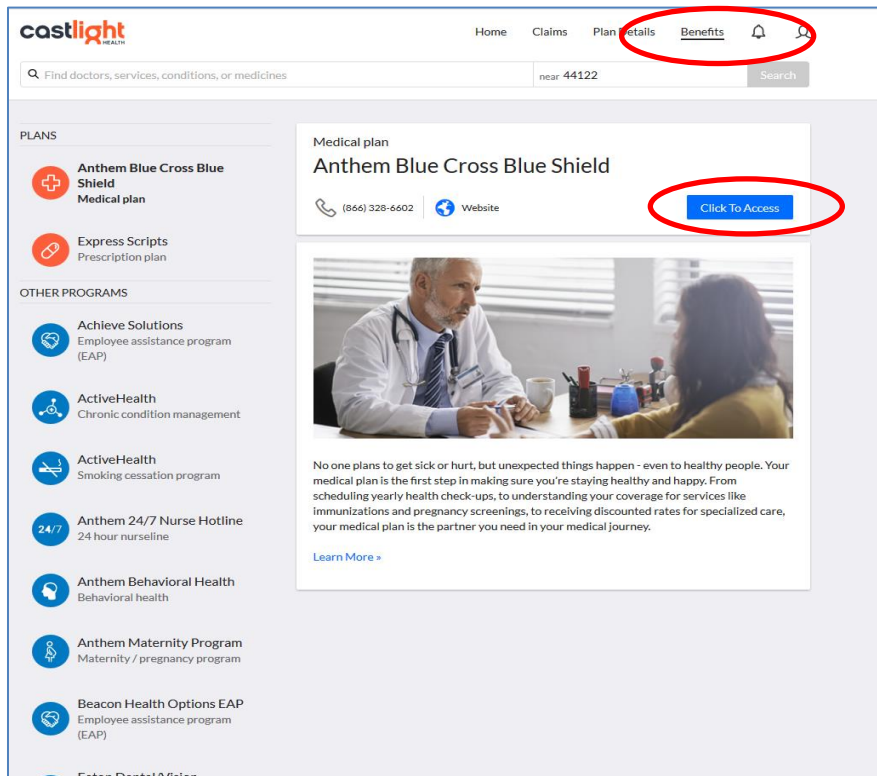 castlight
HEALTH
Home Claims Plan Details Benefits
Find doctors, services, conditions, or medicines near 44122 Search
PLANS
Anthem Blue Cross Blue
Shield
Medical plan
Express Scripts
Prescription plan
OTHER PROGRAMS
Achieve Solutions
Employee assistance program
(EAP)
ActiveHealth
Chronic condition management
ActiveHealth
Smoking cessation program
24/7
Anthem 24/7 Nurse Hotline
24 hour nurseline
Anthem Behavioral Health
Behavioral health
Anthem Maternity Program
Maternity / pregnancy program
Beacon Health Options EAP
Employee assistance program
(EAP)
Medical plan
Anthem Blue Cross Blue Shield
(866) 328-6602 Website Click To Access
No one plans to get sick or hurt, but unexpected things happen - even to healthy people. Your
medical plan is the first step in making sure you're staying healthy and happy. From
scheduling yearly health check-ups, to understanding your coverage for services like
immunizations and pregnancy screenings, to receiving discounted rates for specialized care,
your medical plan is the partner you need in your medical journey.
Learn More »